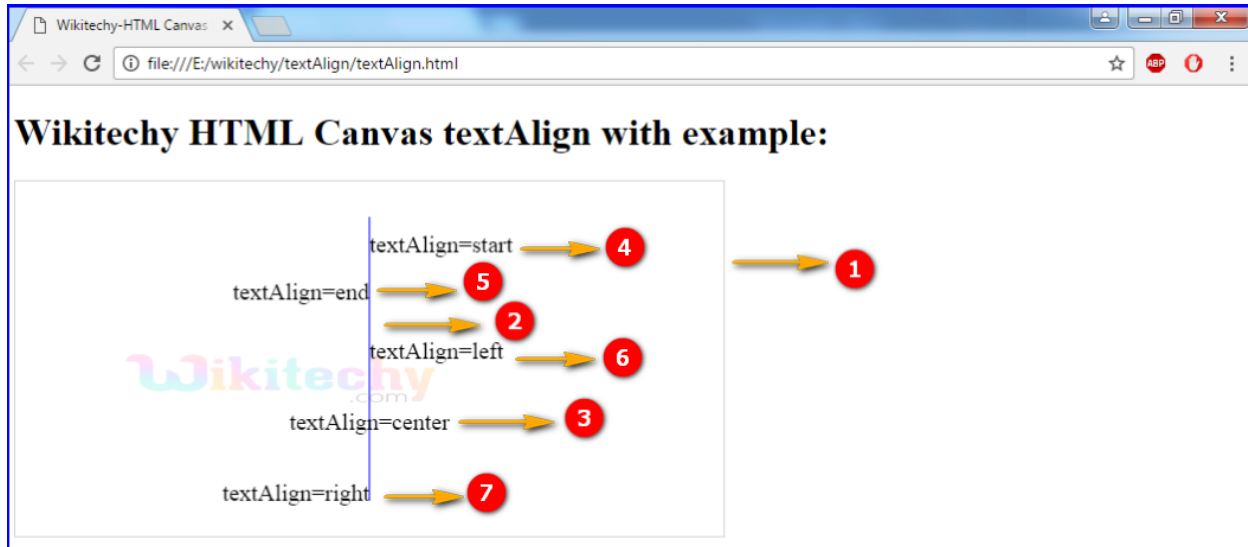 Wikitechy-HTML Canvas
file:///E:/wikitechy/textAlign/textAlign.html
ABP
Wikitechy HTML Canvas textAlign with example:
textAlign=start
4
1
textAlign=end
5
2
textAlign=left
6
Wikitechy
.com
textAlign=center
3
textAlign=right
7